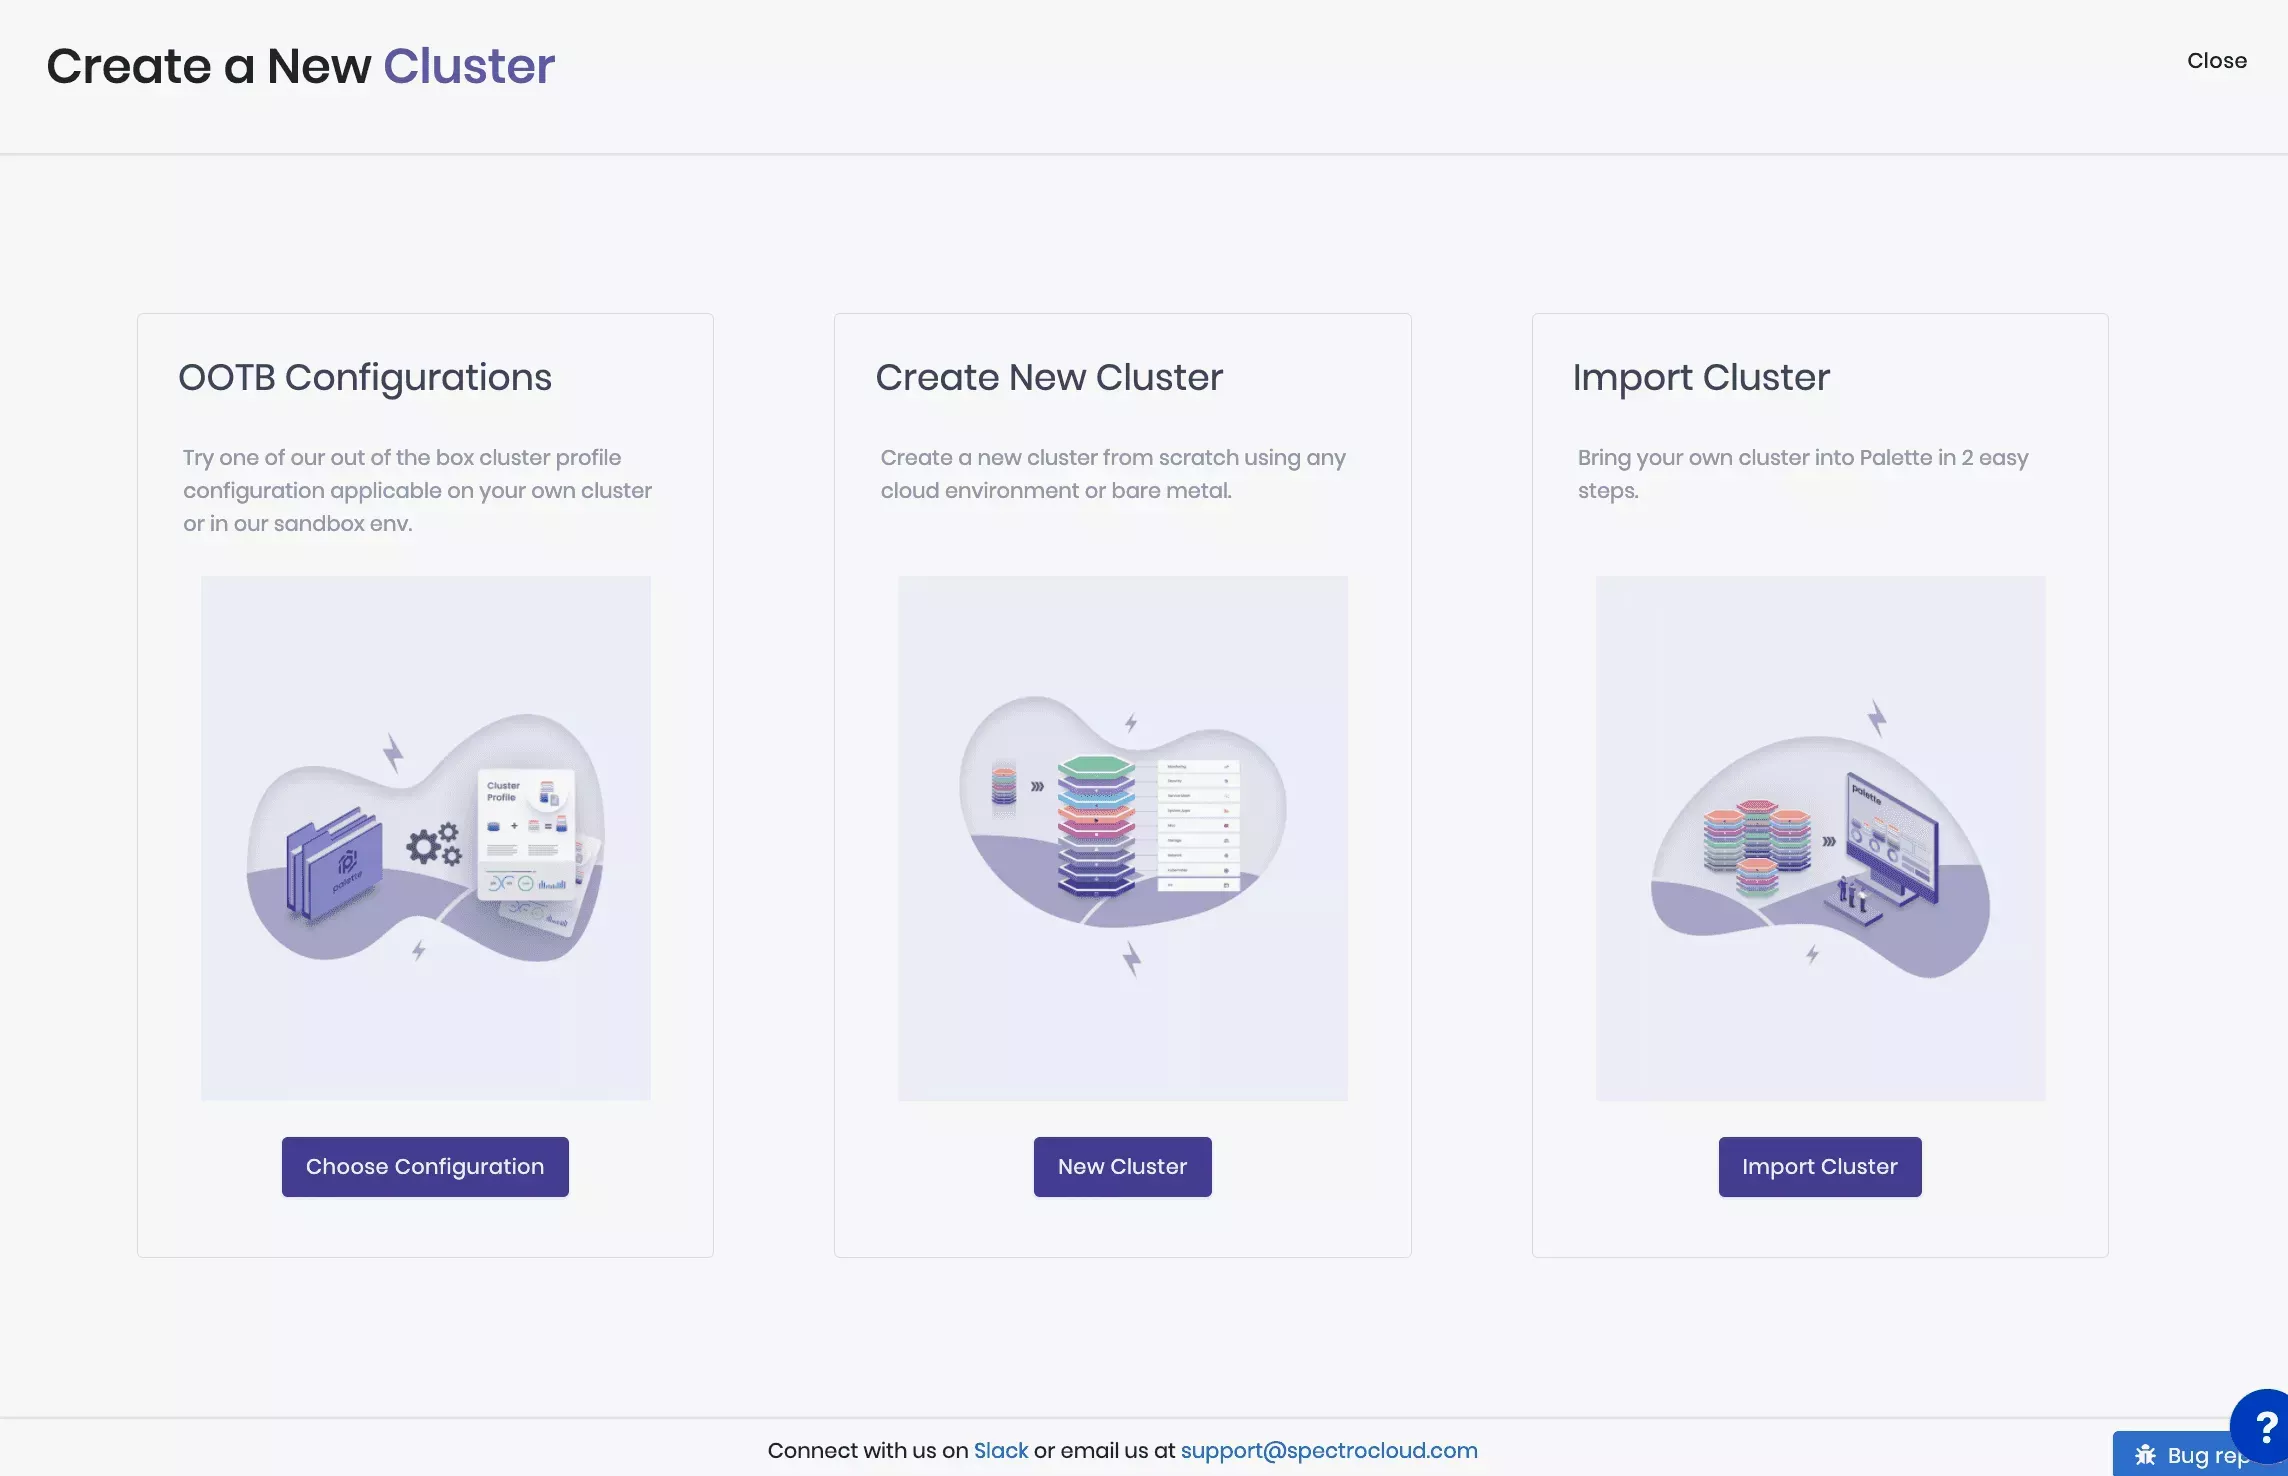 Create a New Cluster
Close
OOTB Configurations
Try one of our out of the box cluster profile
configuration applicable on your own cluster
or in our sandbox env.
Cluster
Profile
palette
Choose Configuration
Create New Cluster
Create a new cluster from scratch using any
cloud environment or bare metal.
Monitoring
Security
Kubernetes
New Cluster
Import Cluster
Bring your own cluster into Palette in 2 easy
steps.
palette
Import Cluster
Connect with us on Slack or email us at support@spectrocloud.com
Bug rep
?